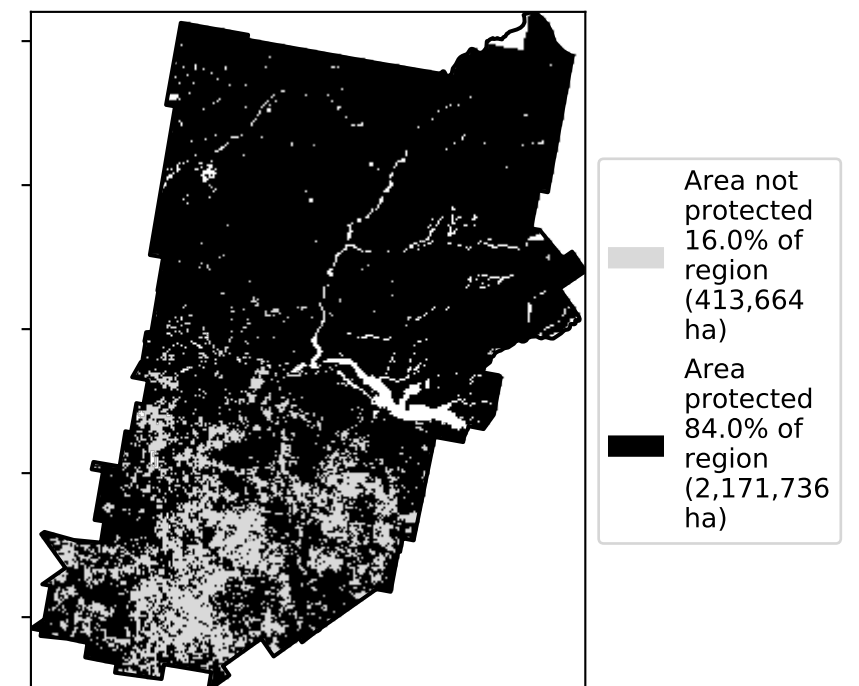 Area not
protected
16.0% of
region
(413,664
ha)
Area
protected
84.0% of
region
(2,171,736
ha)